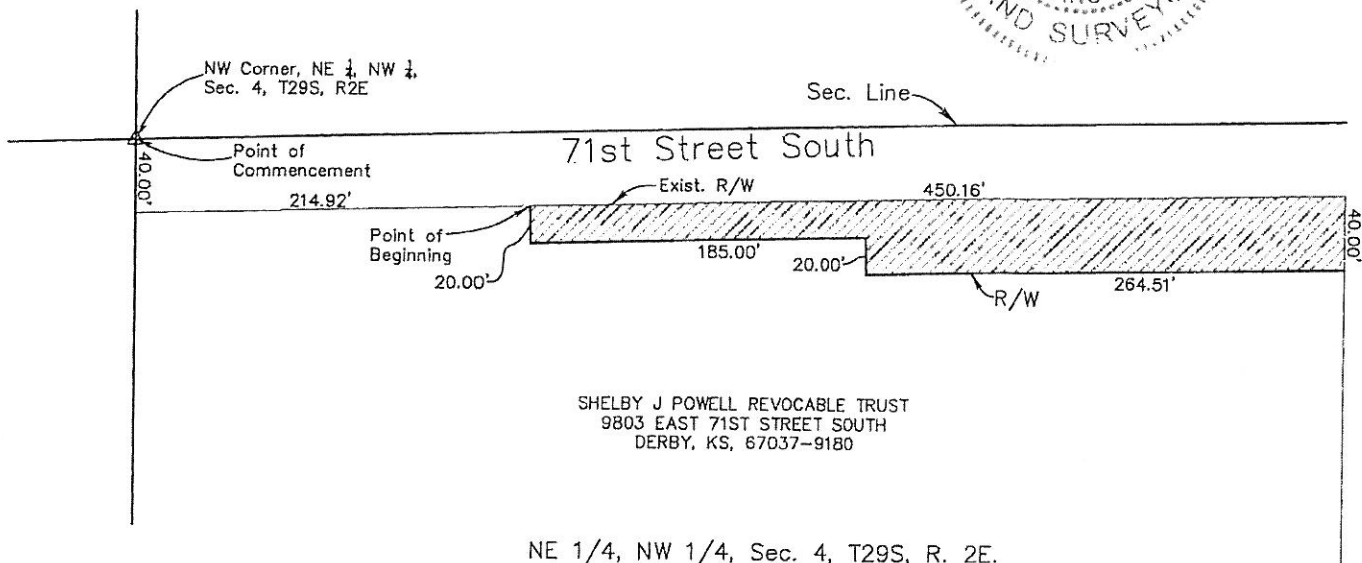 ND SURVEY
NW Corner, NE ¼, NW ¼,
Sec. 4, T29S, R2E
Sec. Line
Point of
Commencement
71st Street South
40.00'
214.92'
Exist. R/W
450.16'
Point of
Beginning
20.00'
185.00'
20.00'
40.00'
R/W
264.51'
SHELBY J POWELL REVOCABLE TRUST
9803 EAST 71ST STREET SOUTH
DERBY, KS, 67037-9180
NE 1/4, NW 1/4, Sec. 4, T29S, R. 2E.